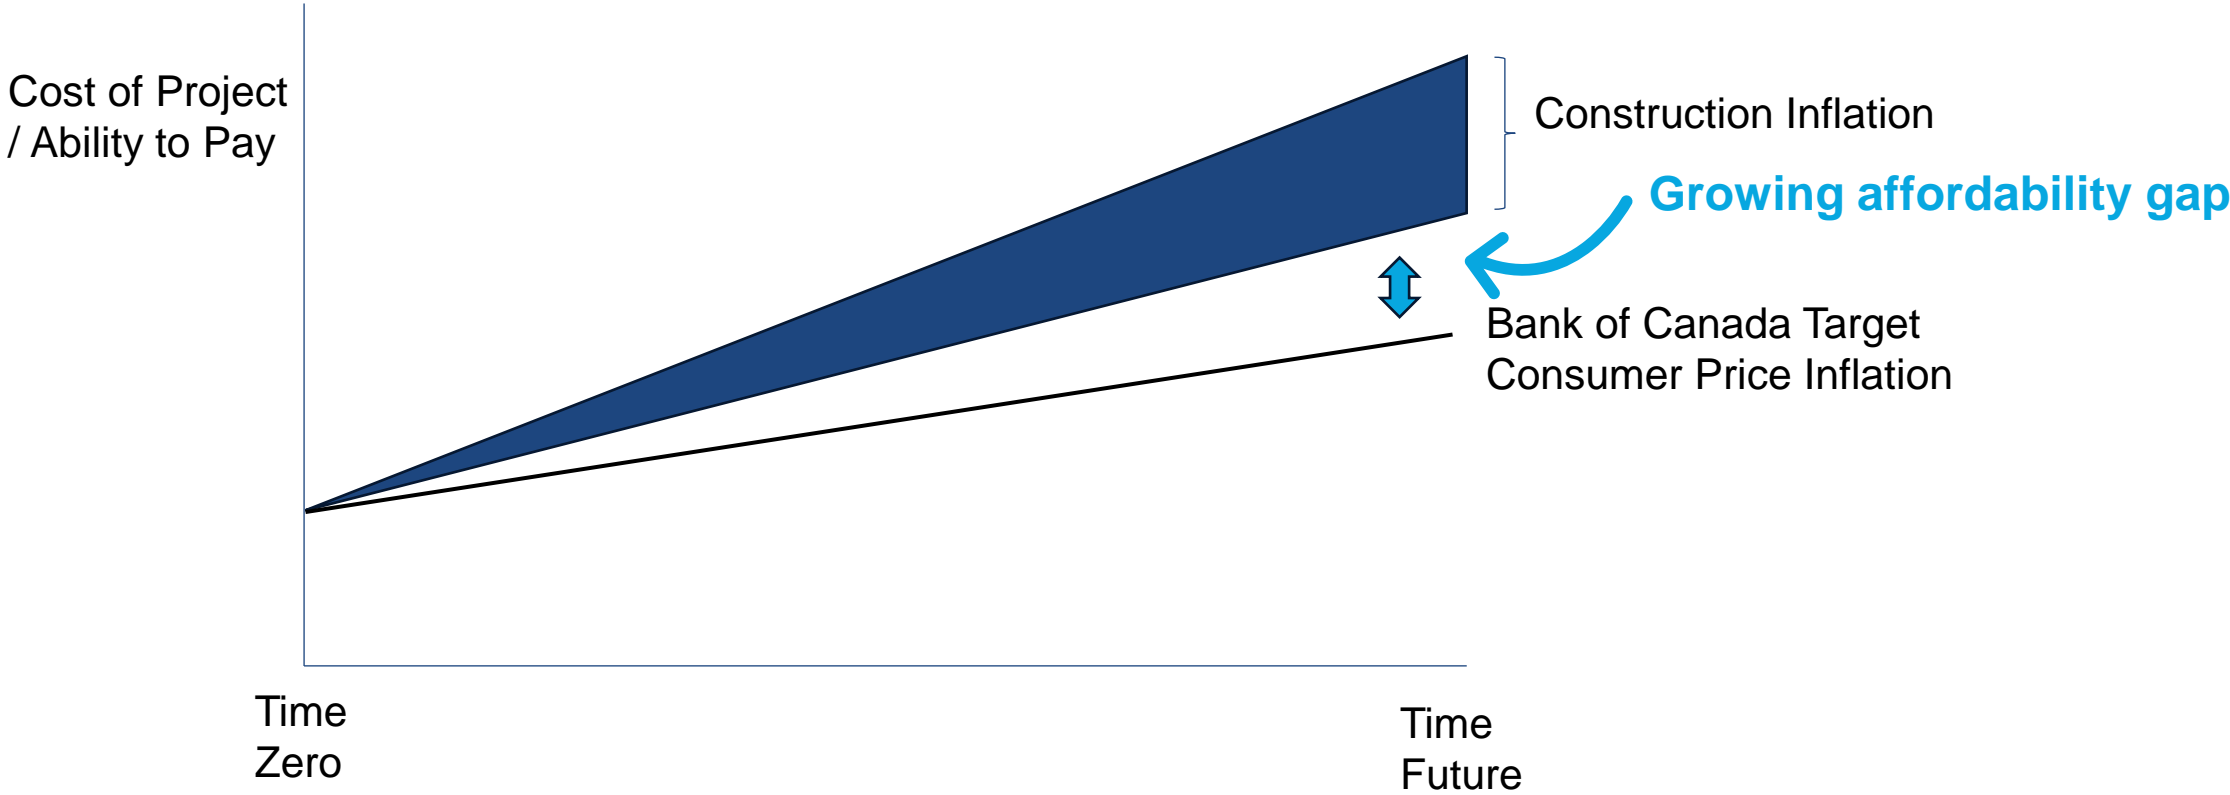 Cost of Project
/ Ability to Pay
Construction Inflation
Growing affordability gap
Bank of Canada Target
Consumer Price Inflation
Time
Zero
Time
Future